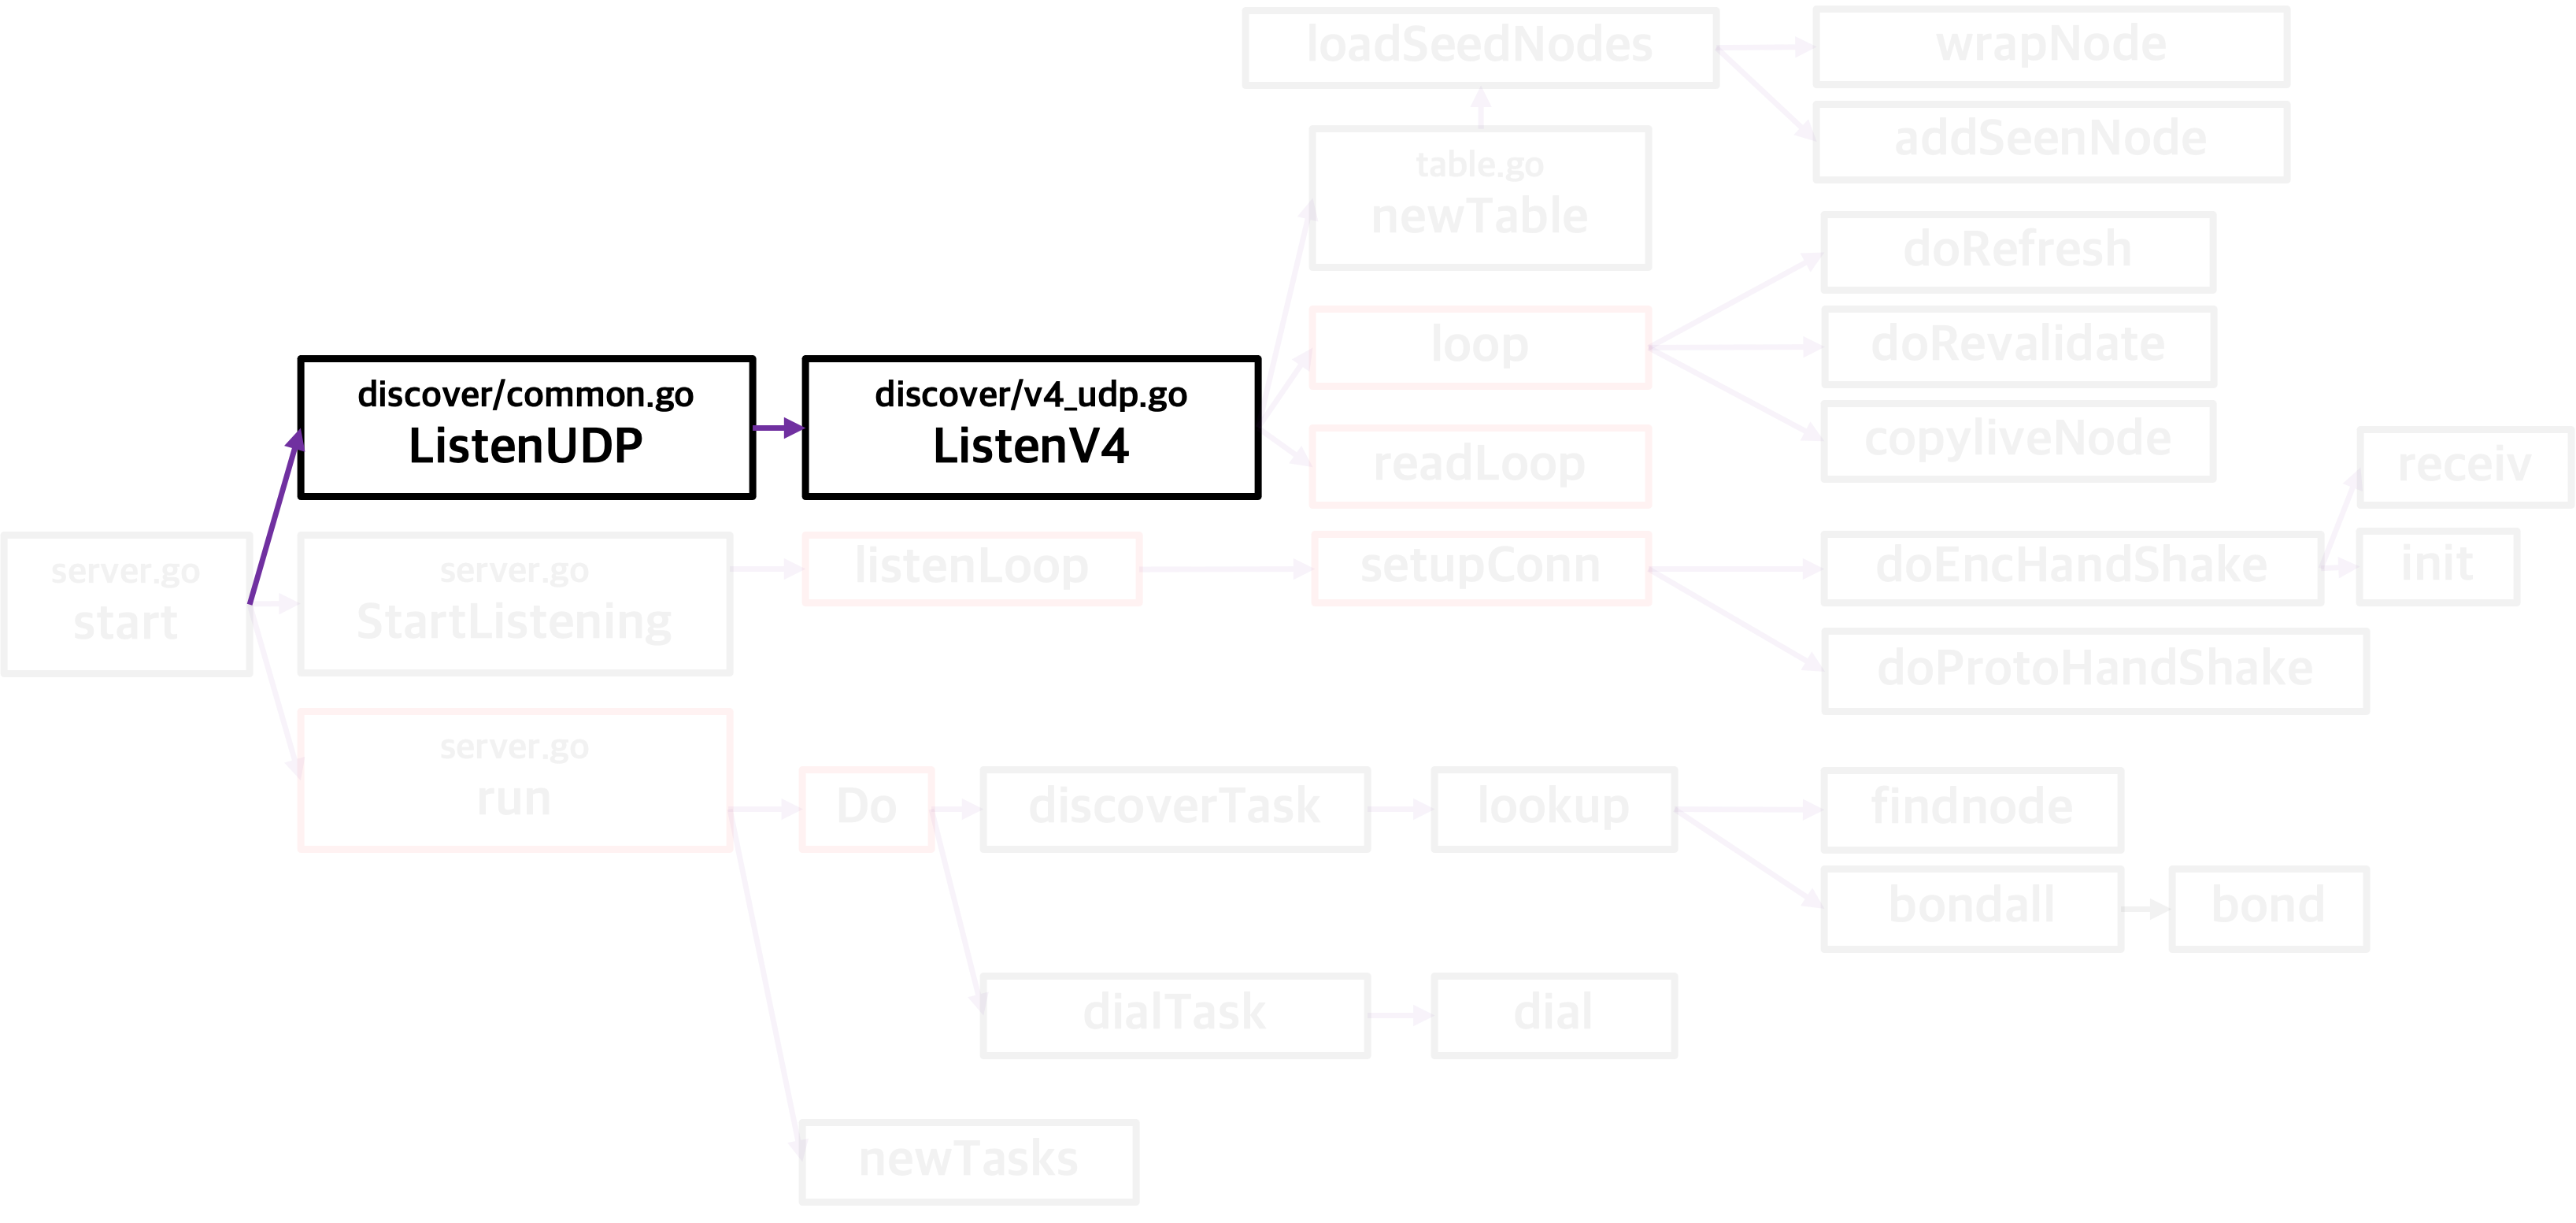 loadSeedNodes
wrapNode
addSeenNode
table.go
newTable
doRefresh
loop
doRevalidate
discover/common.go
ListenUDP
discover/v4_udp.go
ListenV4
readLoop
copyliveNode
receiv
server.go
start
server.go
StartListening
listenLoop
setupConn
doEncHandShake
init
doProtoHandShake
server.go
run
Do
discoverTask
lookup
findnode
bondall
bond
dialTask
dial
newTasks